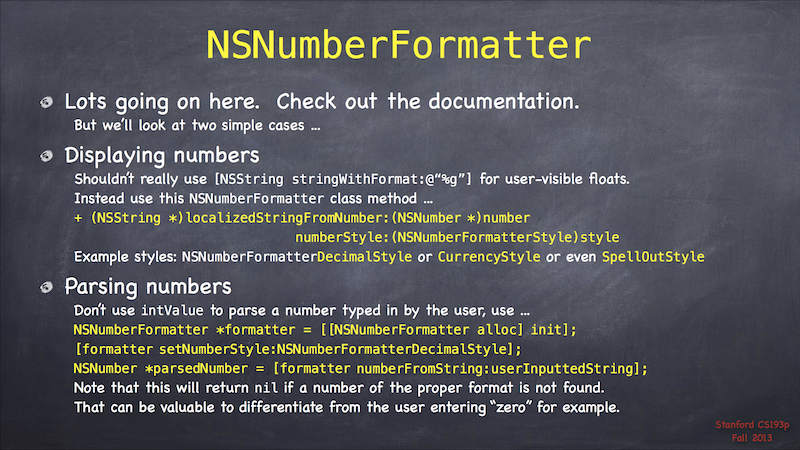 NSNumberFormatter
Lots going on here. Check out the documentation.
But we'll look at two simple cases …
Displaying numbers
Shouldn't really use [NSString stringWithFormat:@“%g”] for user-visible floats.
Instead use this NSNumberFormatter class method …
+ (NSString *)localizedStringFromNumber:(NSNumber *)number
numberStyle:(NSNumberFormatterStyle)style
Example styles: NSNumberFormatterDecimalStyle or CurrencyStyle or even SpellOutStyle
Parsing numbers
Don't use intValue to parse a number typed in by the user, use …
NSNumberFormatter *formatter = [[NSNumberFormatter alloc] init];
[formatter setNumberStyle:NSNumberFormatterDecimalStyle];
NSNumber *parsedNumber = [formatter numberFromString:userInputtedString];
Note that this will return nil if a number of the proper format is not found.
That can be valuable to differentiate from the user entering “zero” for example.
Stanford CS193p
Fall 2013